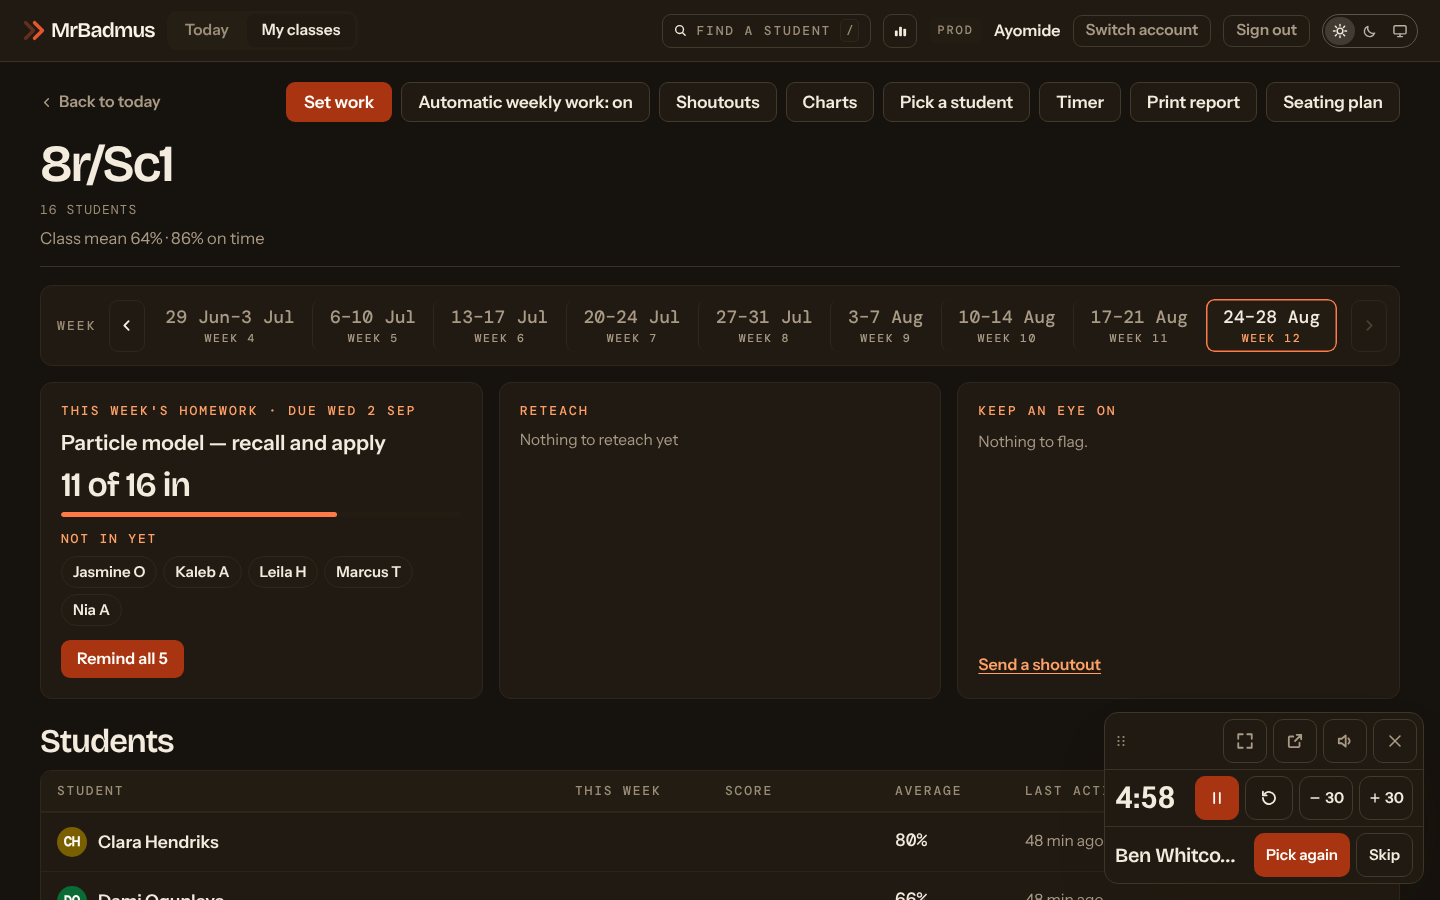 MrBadmus Today My classes FIND A STUDENT / PROD Ayomide Switch account Sign out
Back to today Set work Automatic weekly work: on Shoutouts Charts Pick a student Timer Print report Seating plan
8r/Sc1
16 STUDENTS
Class mean 64% · 86% on time
WEEK 29 Jun–3 Jul 6–10 Jul 13–17 Jul 20–24 Jul 27–31 Jul 3–7 Aug 10–14 Aug 17–21 Aug 24–28 Aug
WEEK 4 WEEK 5 WEEK 6 WEEK 7 WEEK 8 WEEK 9 WEEK 10 WEEK 11 WEEK 12
THIS WEEK'S HOMEWORK · DUE WED 2 SEP
Particle model — recall and apply
11 of 16 in
NOT IN YET
Jasmine O Kaleb A Leila H Marcus T
Nia A
Remind all 5
RETEACH
Nothing to reteach yet
KEEP AN EYE ON
Nothing to flag.
Send a shoutout
Students
STUDENT THIS WEEK SCORE AVERAGE LAST ACTI
CH Clara Hendriks 80% 48 min ago
DO Dami Ogunleye 66% 48 min ago
4:58 − 30 + 30
Ben Whitco... Pick again Skip